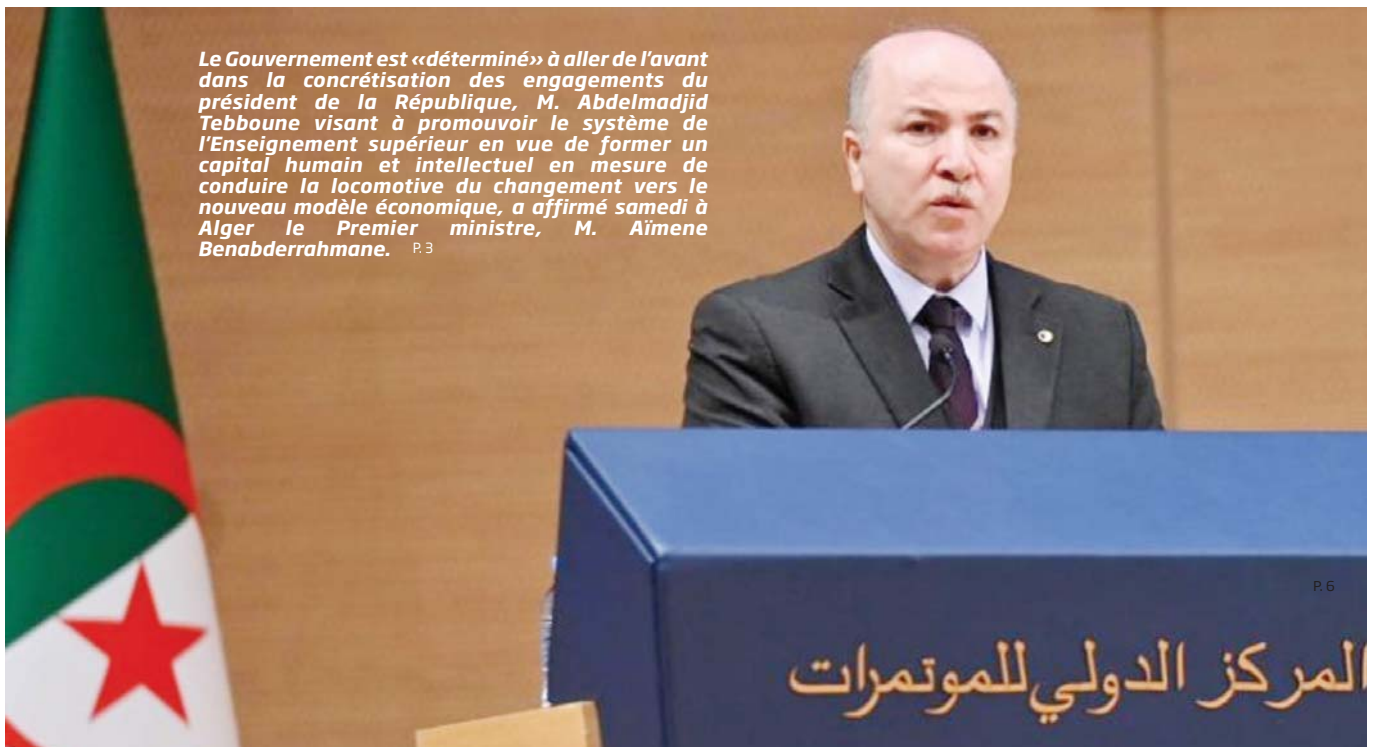 Le Gouvernement est «déterminé» à aller de l'avant
dans la concrétisation des engagements du
président de la République, M. Abdelmadjid
Tebboune visant à promouvoir le système de
l'Enseignement supérieur en vue de former un
capital humain et intellectuel en mesure de
conduire la locomotive du changement vers le
nouveau modèle économique, a affirmé samedi à
Alger le Premier ministre, M. Aïmene
Benabderrahmane. P. 3
P. 6
المركز الدولي للموتمرات